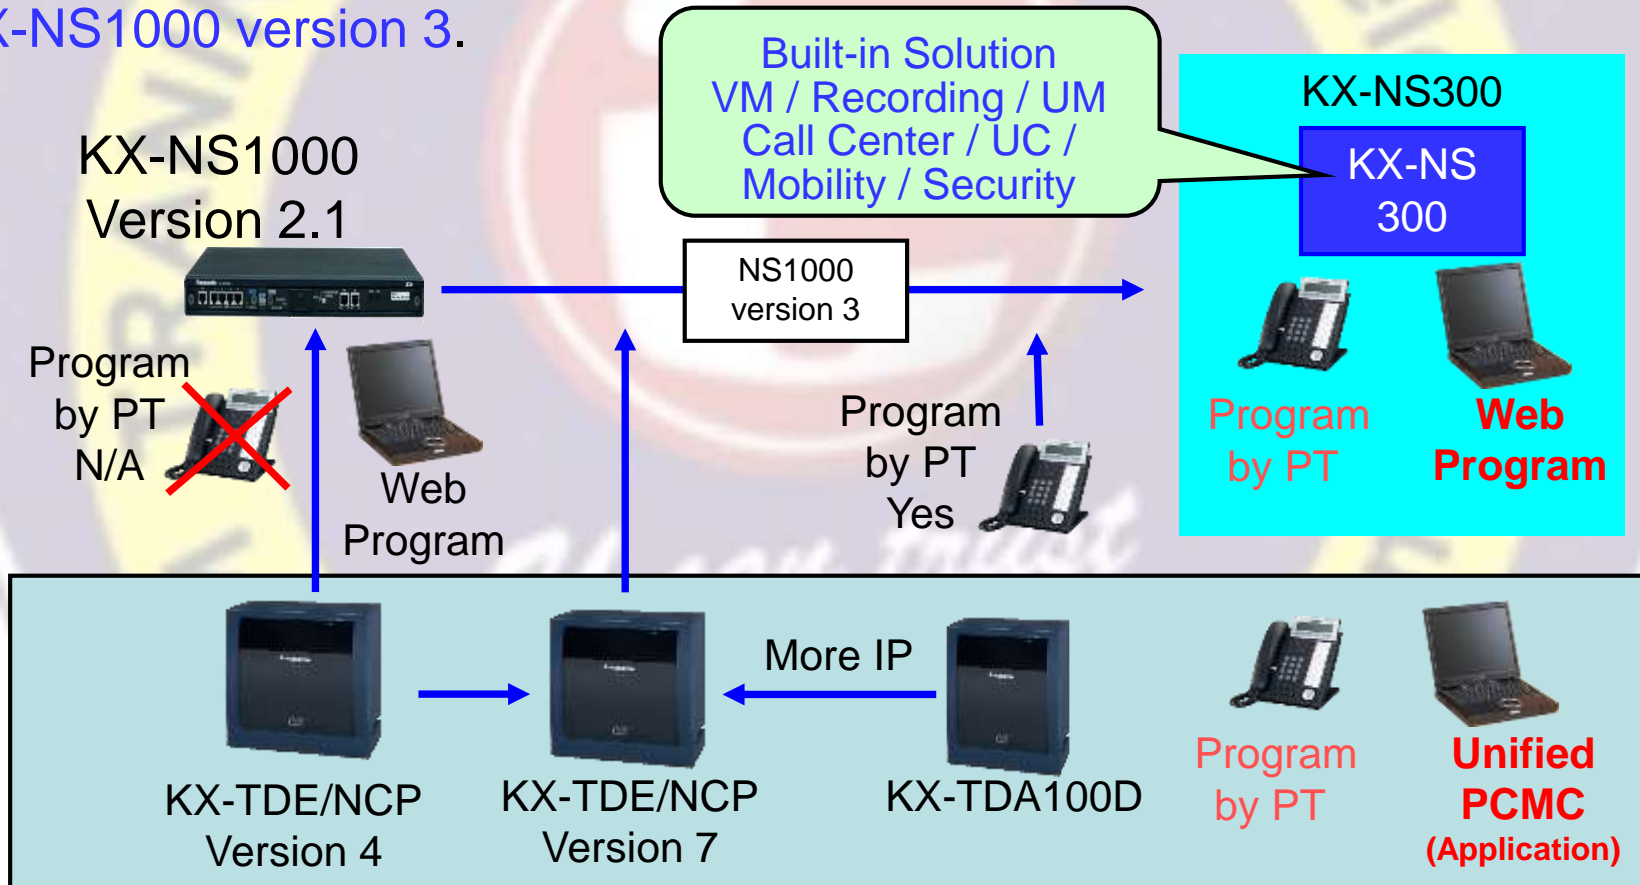 X-NS1000 version 3.
Built-in Solution
VM / Recording / UM
Call Center / UC /
Mobility / Security
KX-NS300
KX-NS
300
KX-NS1000
Version 2.1
NS1000
version 3
Program
by PT
N/A
Web
Program
Program
by PT
Yes
Program
by PT
Web
Program
More IP
KX-TDE/NCP
Version 4
KX-TDE/NCP
Version 7
KX-TDA100D
Program
by PT
Unified
PCMC
(Application)